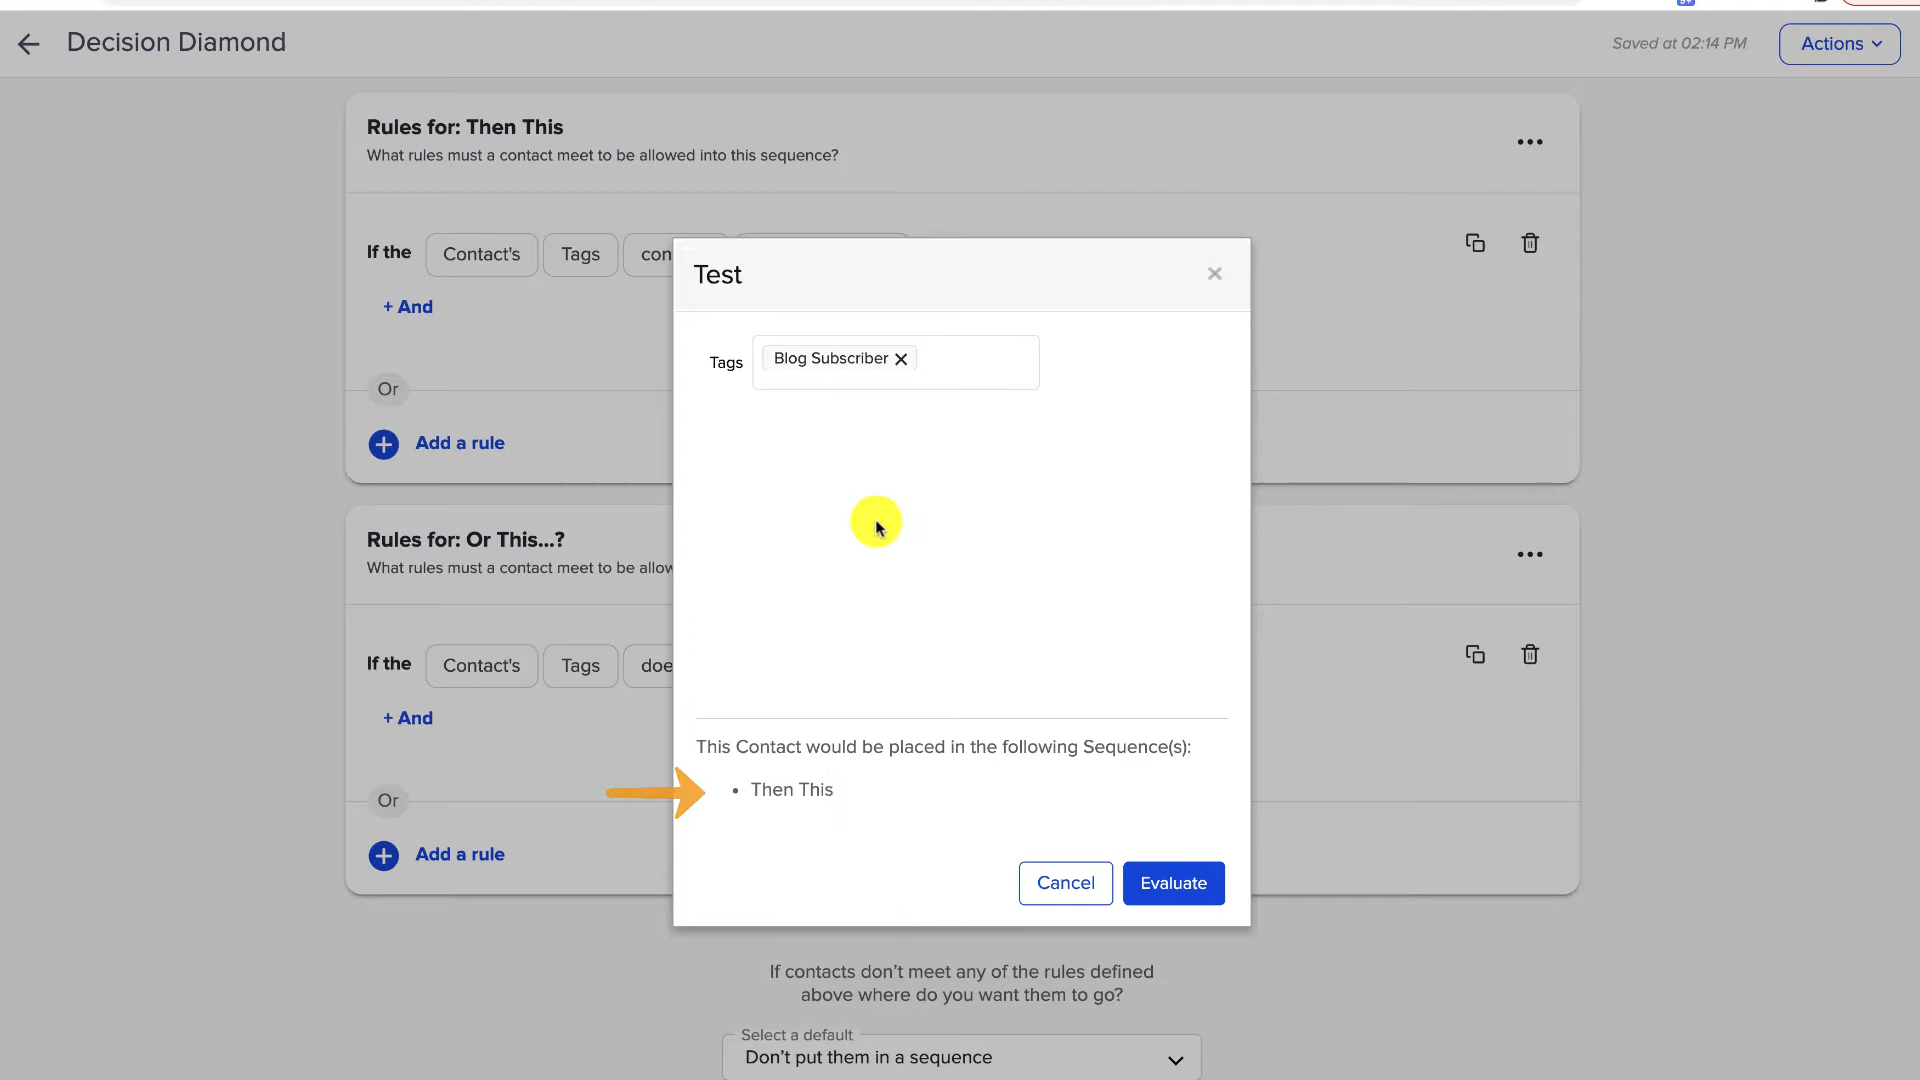 Decision Diamond
Saved at 02:14 PM
Actions
Rules for: Then This
What rules must a contact meet to be allowed into this sequence?
If the
Contact's
Tags
con
+ And
Or
Add a rule
Test
Tags
Blog Subscriber
Rules for: Or This...?
What rules must a contact meet to be allow
If the
Contact's
Tags
doe
+ And
Or
Add a rule
This Contact would be placed in the following Sequence(s):
• Then This
Cancel
Evaluate
If contacts don’t meet any of the rules defined
above where do you want them to go?
Select a default
Don’t put them in a sequence